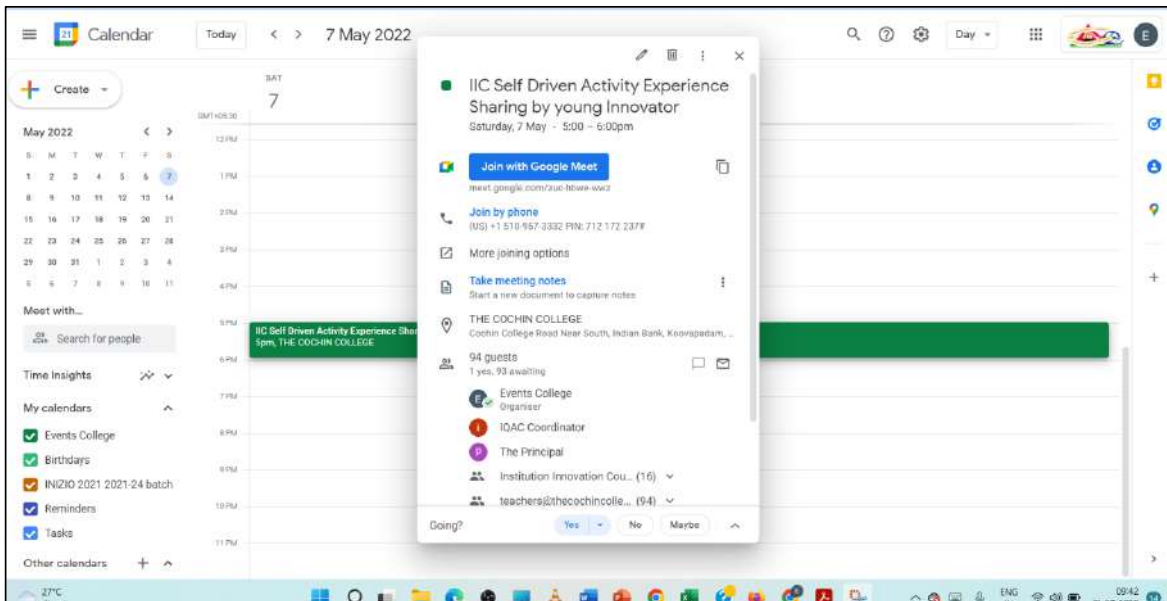 Calendar
Today
7 May 2022
Day
E
Create
May 2022
S M T W T F S
1 2 3 4 5 6 7
8 9 10 11 12 13 14
15 16 17 18 19 20 21
22 23 24 25 26 27 28
29 30 31 1 2 3 4
5 6 7 8 9 10 11
Meet with...
Search for people
Time Insights
My calendars
Events College
Birthdays
INIZIO 2021 2021-24 batch
Reminders
Tasks
Other calendars
SAT
7
GMT+05:30
12 PM
1 PM
2 PM
3 PM
4 PM
5 PM
6 PM
7 PM
8 PM
9 PM
10 PM
11 PM
IIC Self Driven Activity Experience Shar
5pm, THE COCHIN COLLEGE
IIC Self Driven Activity Experience
Sharing by young Innovator
Saturday, 7 May · 5:00 – 6:00pm
Join with Google Meet
Join by phone
(US) +1 510-967-3332 PIN: 712 172 237#
More joining options
Take meeting notes
Start a new document to capture notes
THE COCHIN COLLEGE
Cochin College Road Near South, Indian Bank, Koovapadam, ...
94 guests
1 yes, 93 awaiting
Events College
Organiser
IQAC Coordinator
The Principal
Institution Innovation Cou... (16)
teachers@thecochincolle... (94)
Going?
Yes
No
Maybe
27°C
ENG
09:42